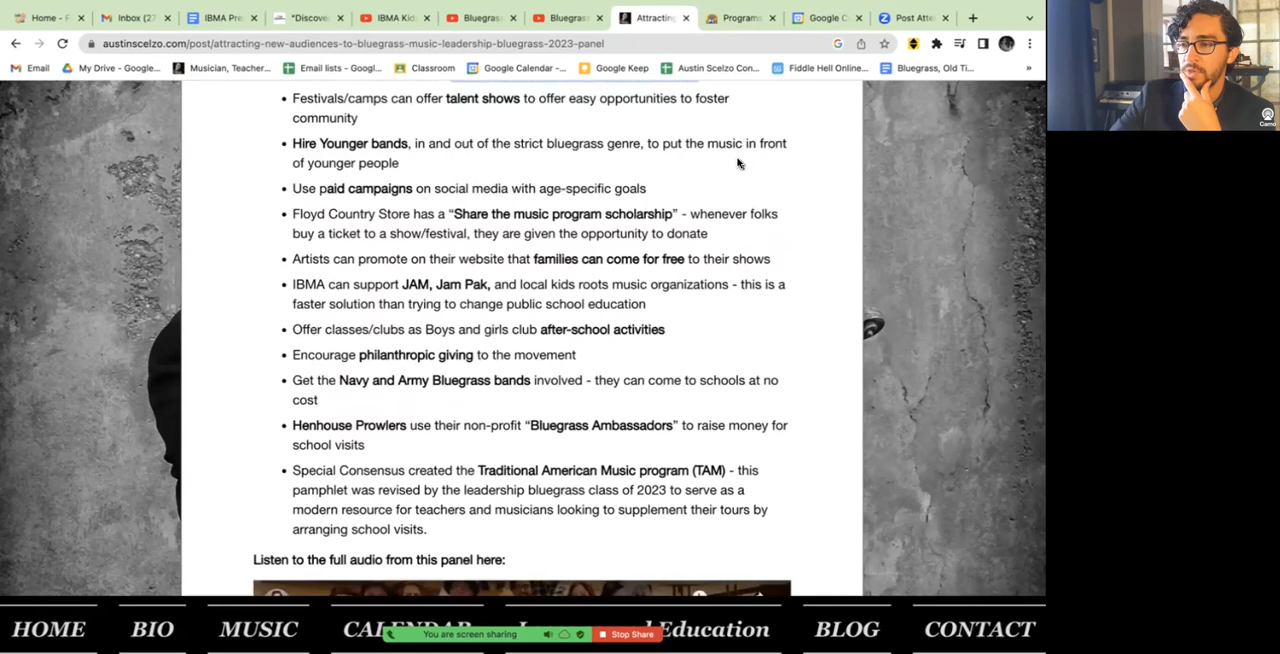 Home - F
Inbox (27
IBMA Pre
"Discove
IBMA Kid
Bluegras
Bluegras
Attractin
Programs
Google C
Post Atte
austinscelzo.com/post/attracting-new-audiences-to-bluegrass-music-leadership-bluegrass-2023-panel
Email
My Drive - Google...
Musician, Teacher...
Email lists - Googl...
Classroom
Google Calendar -...
Google Keep
Austin Scelzo Con...
Fiddle Hell Online...
Bluegrass, Old Ti...
»
Camo
• Festivals/camps can offer talent shows to offer easy opportunities to foster
community
• Hire Younger bands, in and out of the strict bluegrass genre, to put the music in front
of younger people
• Use paid campaigns on social media with age-specific goals
• Floyd Country Store has a “Share the music program scholarship” - whenever folks
buy a ticket to a show/festival, they are given the opportunity to donate
• Artists can promote on their website that families can come for free to their shows
• IBMA can support JAM, Jam Pak, and local kids roots music organizations - this is a
faster solution than trying to change public school education
• Offer classes/clubs as Boys and girls club after-school activities
• Encourage philanthropic giving to the movement
• Get the Navy and Army Bluegrass bands involved - they can come to schools at no
cost
• Henhouse Prowlers use their non-profit “Bluegrass Ambassadors” to raise money for
school visits
• Special Consensus created the Traditional American Music program (TAM) - this
pamphlet was revised by the leadership bluegrass class of 2023 to serve as a
modern resource for teachers and musicians looking to supplement their tours by
arranging school visits.
Listen to the full audio from this panel here:
HOME
BIO
MUSIC
You are screen sharing
Stop Share
Education
BLOG
CONTACT